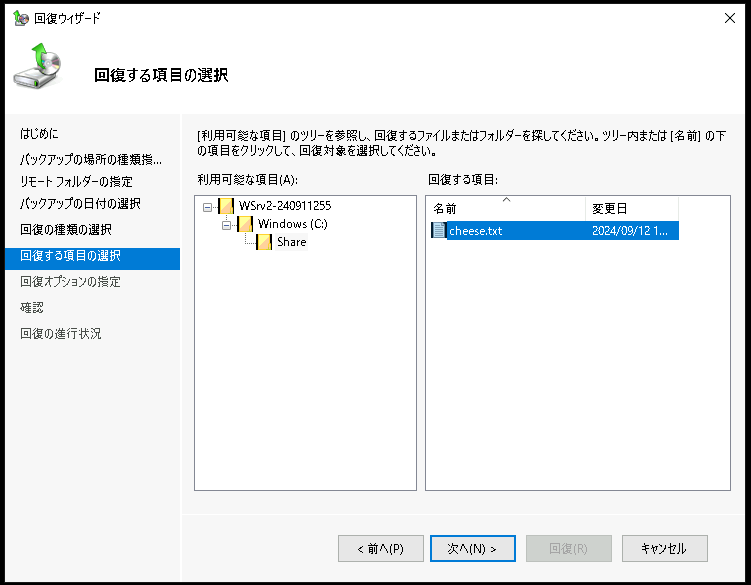 回復ウィザード
回復する項目の選択
はじめに
バックアップの場所の種類指...
リモート フォルダーの指定
バックアップの日付の選択
回復の種類の選択
回復する項目の選択
回復オプションの指定
確認
回復の進行状況
[利用可能な項目] のツリーを参照し、回復するファイルまたはフォルダーを探してください。ツリー内または [名前] の下
の項目をクリックして、回復対象を選択してください。
利用可能な項目(A):
WSrv2-240911255
Windows (C:)
Share
回復する項目:
名前 変更日
cheese.txt 2024/09/12 1...
< 前へ(P) 次へ(N) > 回復(R) キャンセル